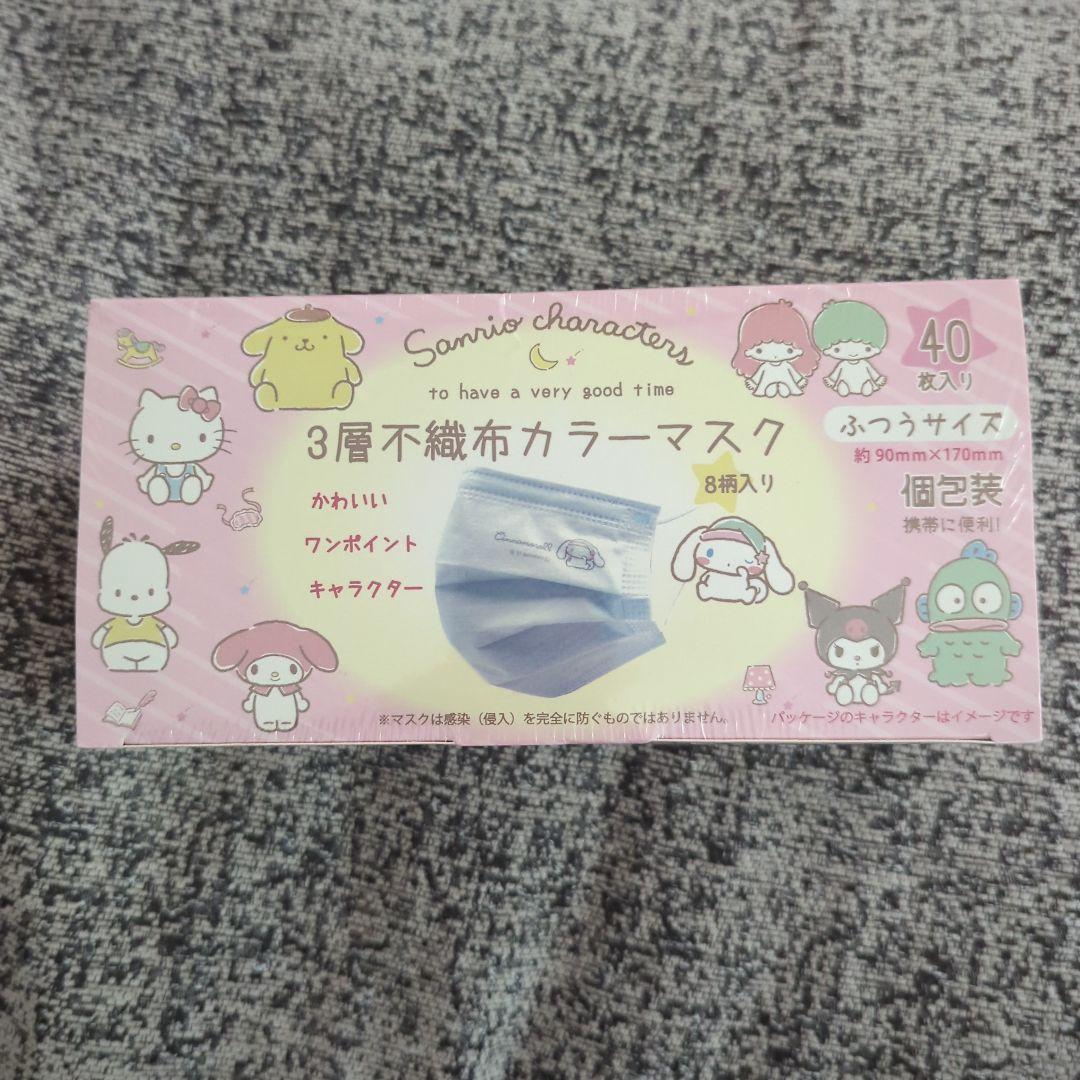 Sanrio characters
to have a very good time
3層不織布カラーマスク
かわいい
ワンポイント
キャラクター
8柄入り
40
枚入り
ふつうサイズ
約90mm×170mm
個包装
携帯に便利!
※マスクは感染（侵入）を完全に防ぐものではありません。
パッケージのキャラクターはイメージです